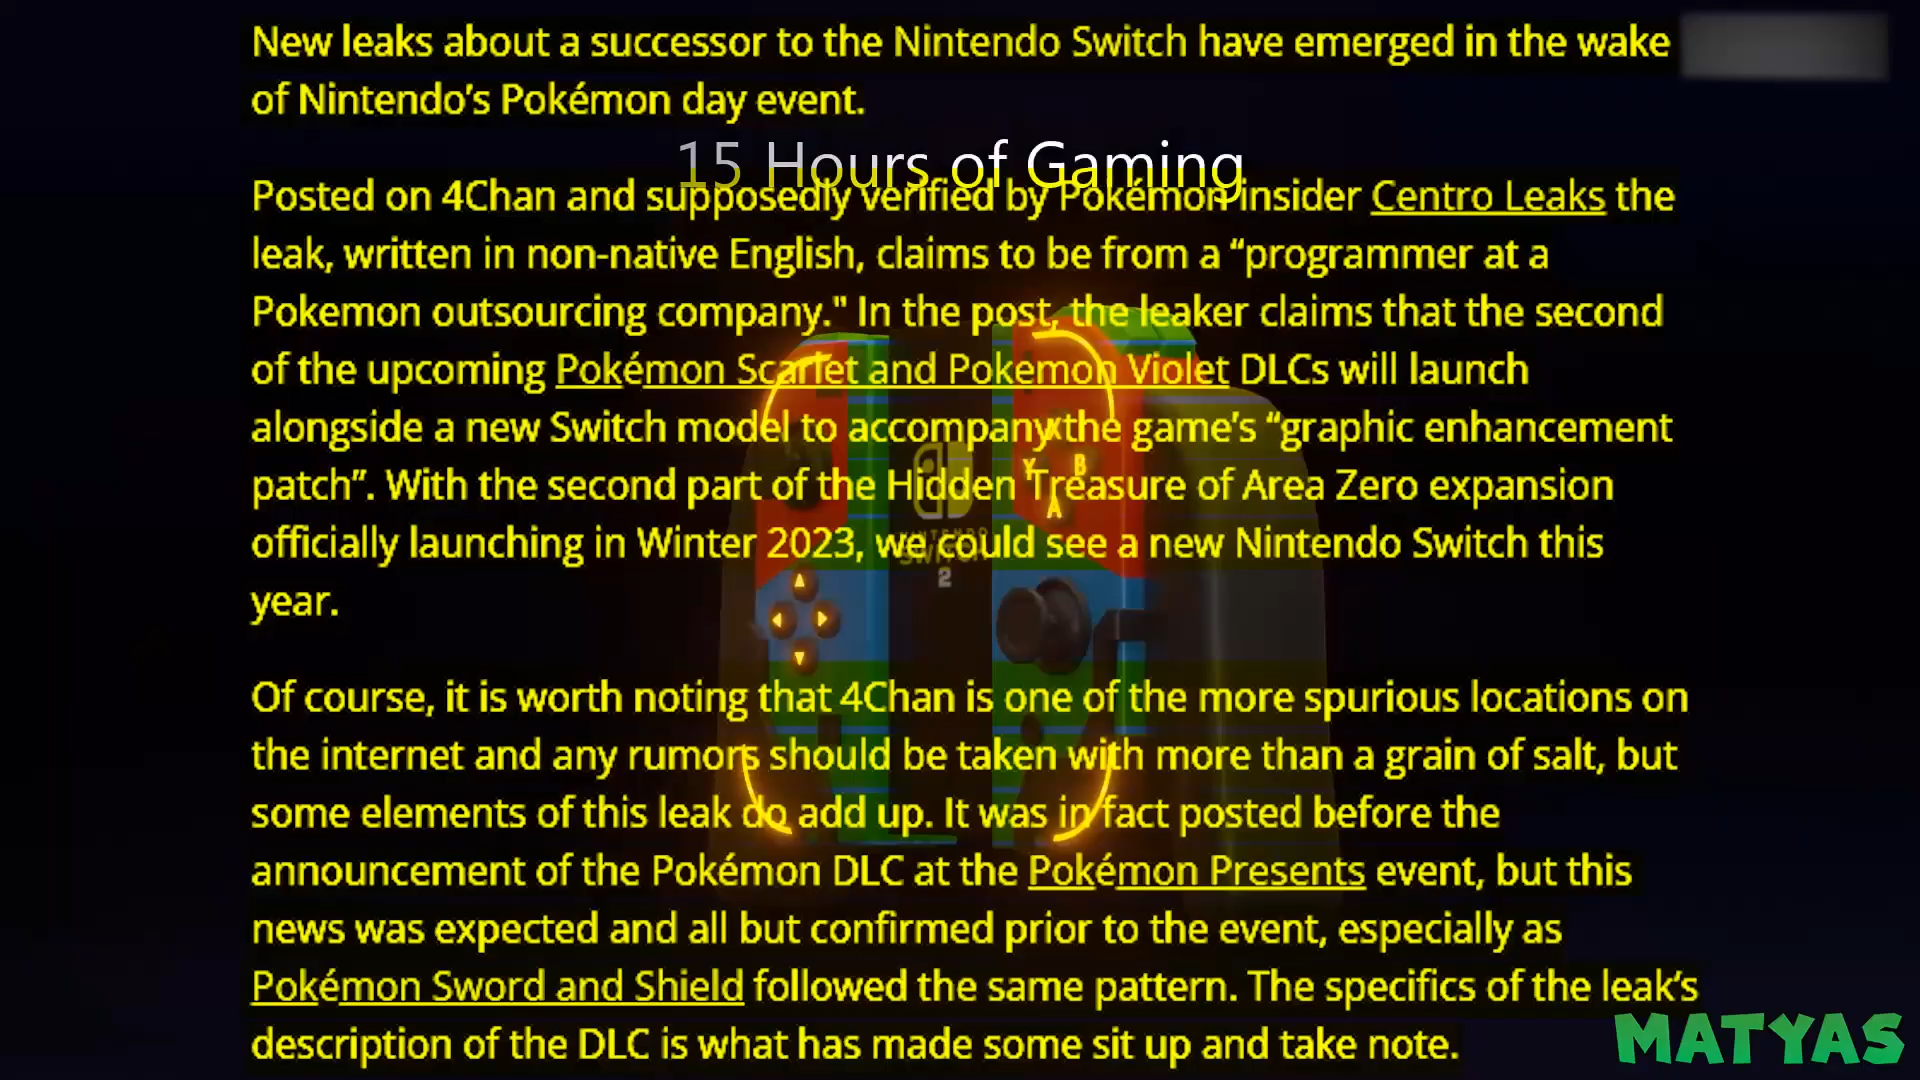 New leaks about a successor to the Nintendo Switch have emerged in the wake
of Nintendo’s Pokémon day event.
15 Hours of Gaming
Posted on 4Chan and supposedly verified by Pokémon insider Centro Leaks the
leak, written in non-native English, claims to be from a “programmer at a
Pokemon outsourcing company." In the post, the leaker claims that the second
of the upcoming Pokémon Scarlet and Pokemon Violet DLCs will launch
alongside a new Switch model to accompany the game’s “graphic enhancement
patch”. With the second part of the Hidden Treasure of Area Zero expansion
officially launching in Winter 2023, we could see a new Nintendo Switch this
year.
X
Y B
A
NINTENDO
SWITCH
2
Of course, it is worth noting that 4Chan is one of the more spurious locations on
the internet and any rumors should be taken with more than a grain of salt, but
some elements of this leak do add up. It was in fact posted before the
announcement of the Pokémon DLC at the Pokémon Presents event, but this
news was expected and all but confirmed prior to the event, especially as
Pokémon Sword and Shield followed the same pattern. The specifics of the leak’s
description of the DLC is what has made some sit up and take note.
MATYAS